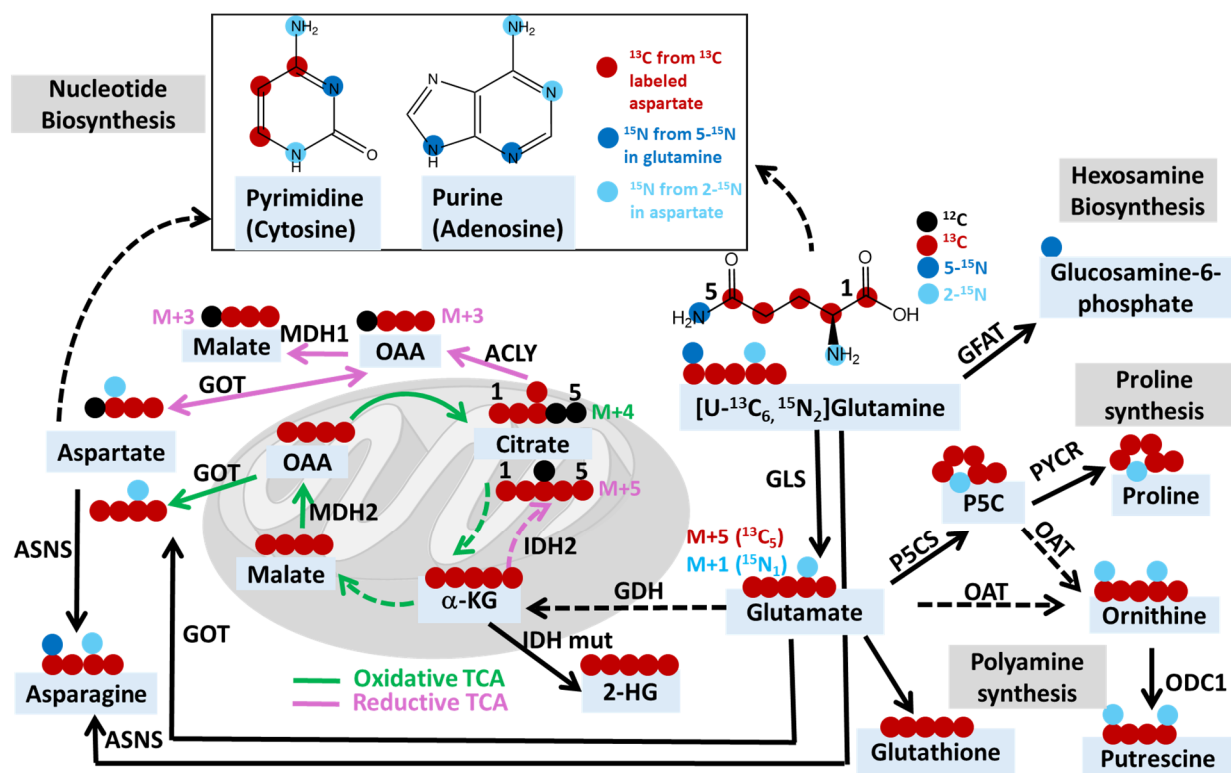 Nucleotide
Biosynthesis
NH₂
N
N
H
O
Pyrimidine
(Cytosine)
NH₂
N
N
N
N
H
Purine
(Adenosine)
¹³C from ¹³C
labeled
aspartate
¹⁵N from 5-¹⁵N
in glutamine
¹⁵N from 2-¹⁵N
in aspartate
Hexosamine
Biosynthesis
¹²C
¹³C
5-¹⁵N
2-¹⁵N
Glucosamine-6-
phosphate
O
5
H₂N
1
O
OH
NH₂
GFAT
[U-¹³C₆, ¹⁵N₂]Glutamine
Proline
synthesis
M+3
Malate
MDH1
OAA
M+3
ACLY
GOT
Aspartate
1
5
M+4
Citrate
1
5
M+5
OAA
GOT
MDH2
IDH2
Malate
α-KG
GLS
P5C
PYCR
Proline
P5CS
OAT
M+5 (¹³C₅)
M+1 (¹⁵N₁)
Glutamate
GDH
OAT
Ornithine
ASNS
GOT
IDH mut
2-HG
Oxidative TCA
Reductive TCA
Asparagine
ASNS
Polyamine
synthesis
ODC1
Glutathione
Putrescine